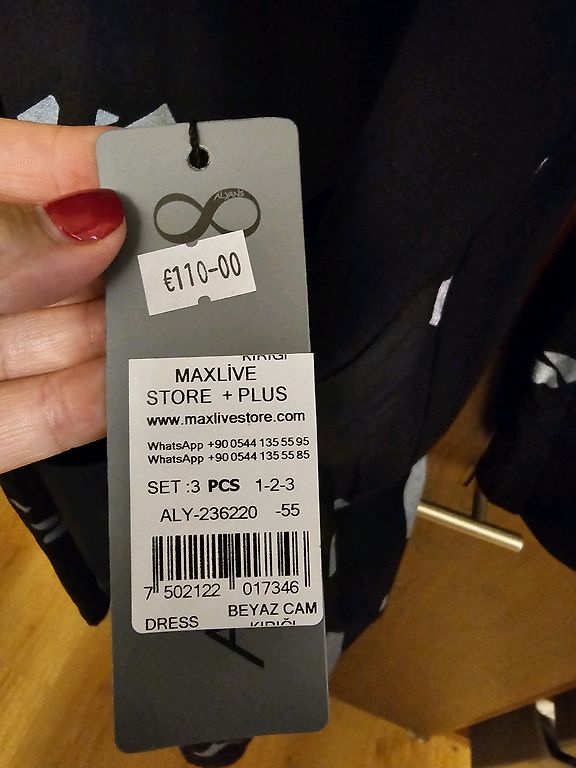 ALYANS
€110-00
KIRIĞI
MAXLİVE
STORE + PLUS
www.maxlivestore.com
WhatsApp +90 0544 135 55 95
WhatsApp +90 0544 135 55 85
SET :3 PCS 1-2-3
ALY-236220 -55
7 502122 017346
DRESS BEYAZ CAM
KIRIĞI